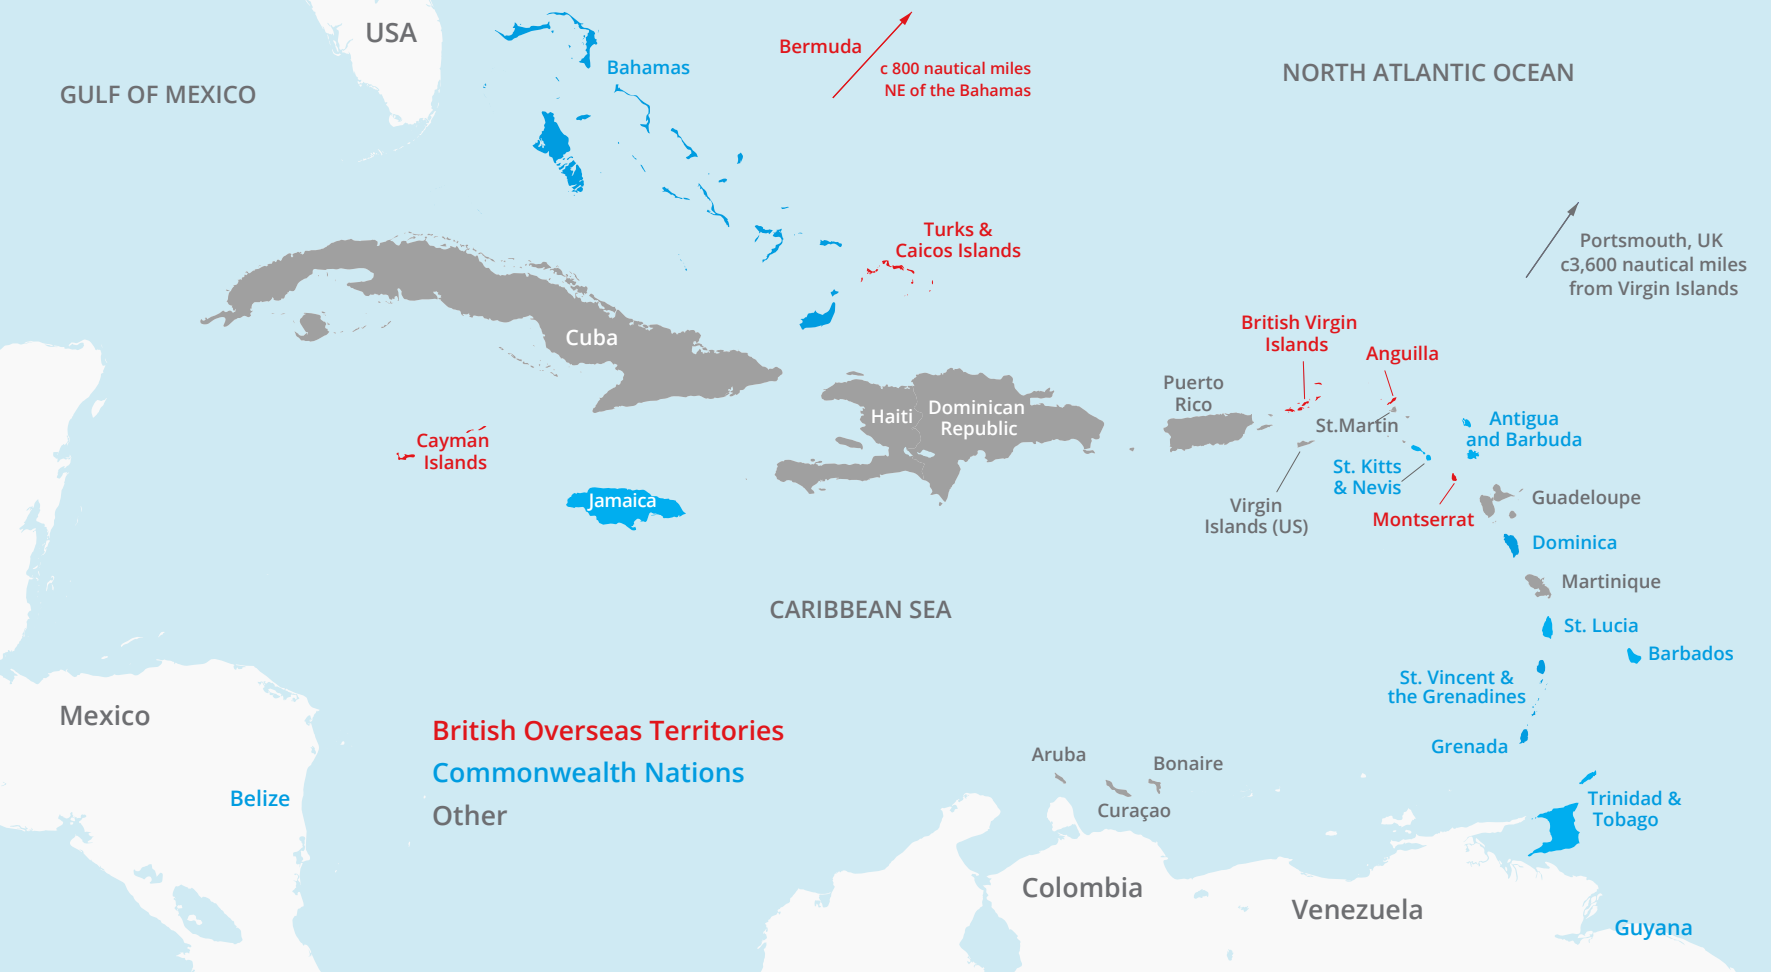 USA
GULF OF MEXICO
Bahamas
Bermuda
c 800 nautical miles
NE of the Bahamas
NORTH ATLANTIC OCEAN
Turks &
Caicos Islands
Portsmouth, UK
c3,600 nautical miles
from Virgin Islands
Cuba
British Virgin
Islands
Anguilla
Puerto
Rico
Haiti
Dominican
Republic
St.Martin
Antigua
and Barbuda
Cayman
Islands
St. Kitts
& Nevis
Jamaica
Virgin
Islands (US)
Montserrat
Guadeloupe
Dominica
Martinique
CARIBBEAN SEA
St. Lucia
Barbados
St. Vincent &
the Grenadines
Mexico
British Overseas Territories
Commonwealth Nations
Other
Grenada
Aruba
Bonaire
Curaçao
Belize
Trinidad &
Tobago
Colombia
Venezuela
Guyana